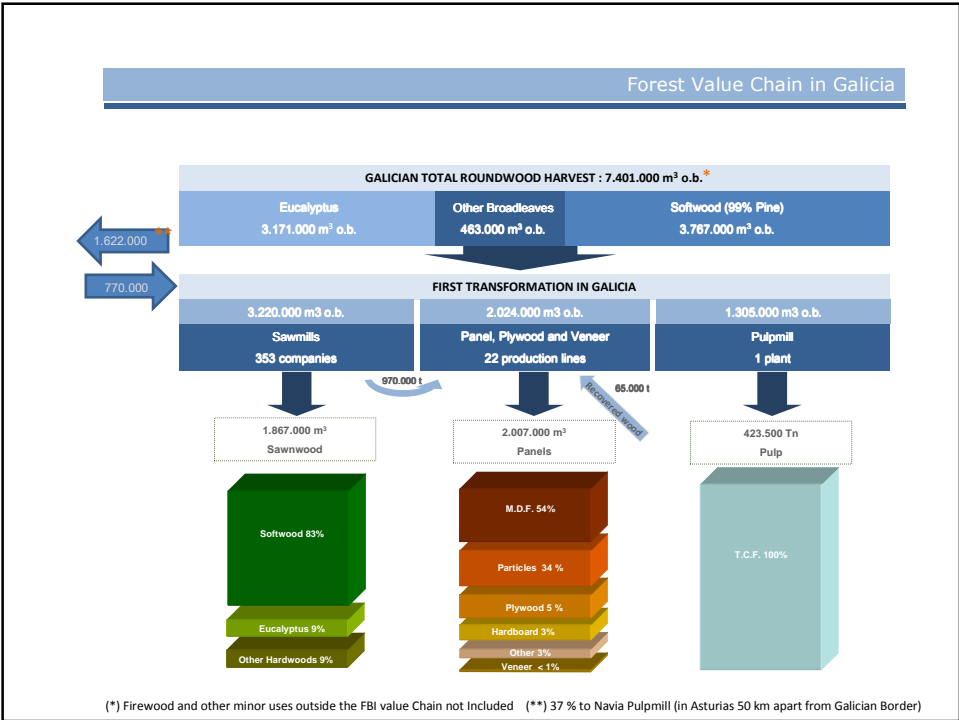 Forest Value Chain in Galicia
GALICIAN TOTAL ROUNDWOOD HARVEST : 7.401.000 m³ o.b.*
Eucalyptus
3.171.000 m³ o.b.
Other Broadleaves
463.000 m³ o.b.
Softwood (99% Pine)
3.767.000 m³ o.b.
1.622.000 **
770.000
FIRST TRANSFORMATION IN GALICIA
3.220.000 m3 o.b.
2.024.000 m3 o.b.
1.305.000 m3 o.b.
Sawmills
353 companies
Panel, Plywood and Veneer
22 production lines
Pulpmill
1 plant
970.000 t
65.000 t
Recovered wood
1.867.000 m³
Sawnwood
2.007.000 m³
Panels
423.500 Tn
Pulp
Softwood 83%
Eucalyptus 9%
Other Hardwoods 9%
M.D.F. 54%
Particles 34 %
Plywood 5 %
Hardboard 3%
Other 3%
Veneer < 1%
T.C.F. 100%
(*) Firewood and other minor uses outside the FBI value Chain not Included (**) 37 % to Navia Pulpmill (in Asturias 50 km apart from Galician Border)